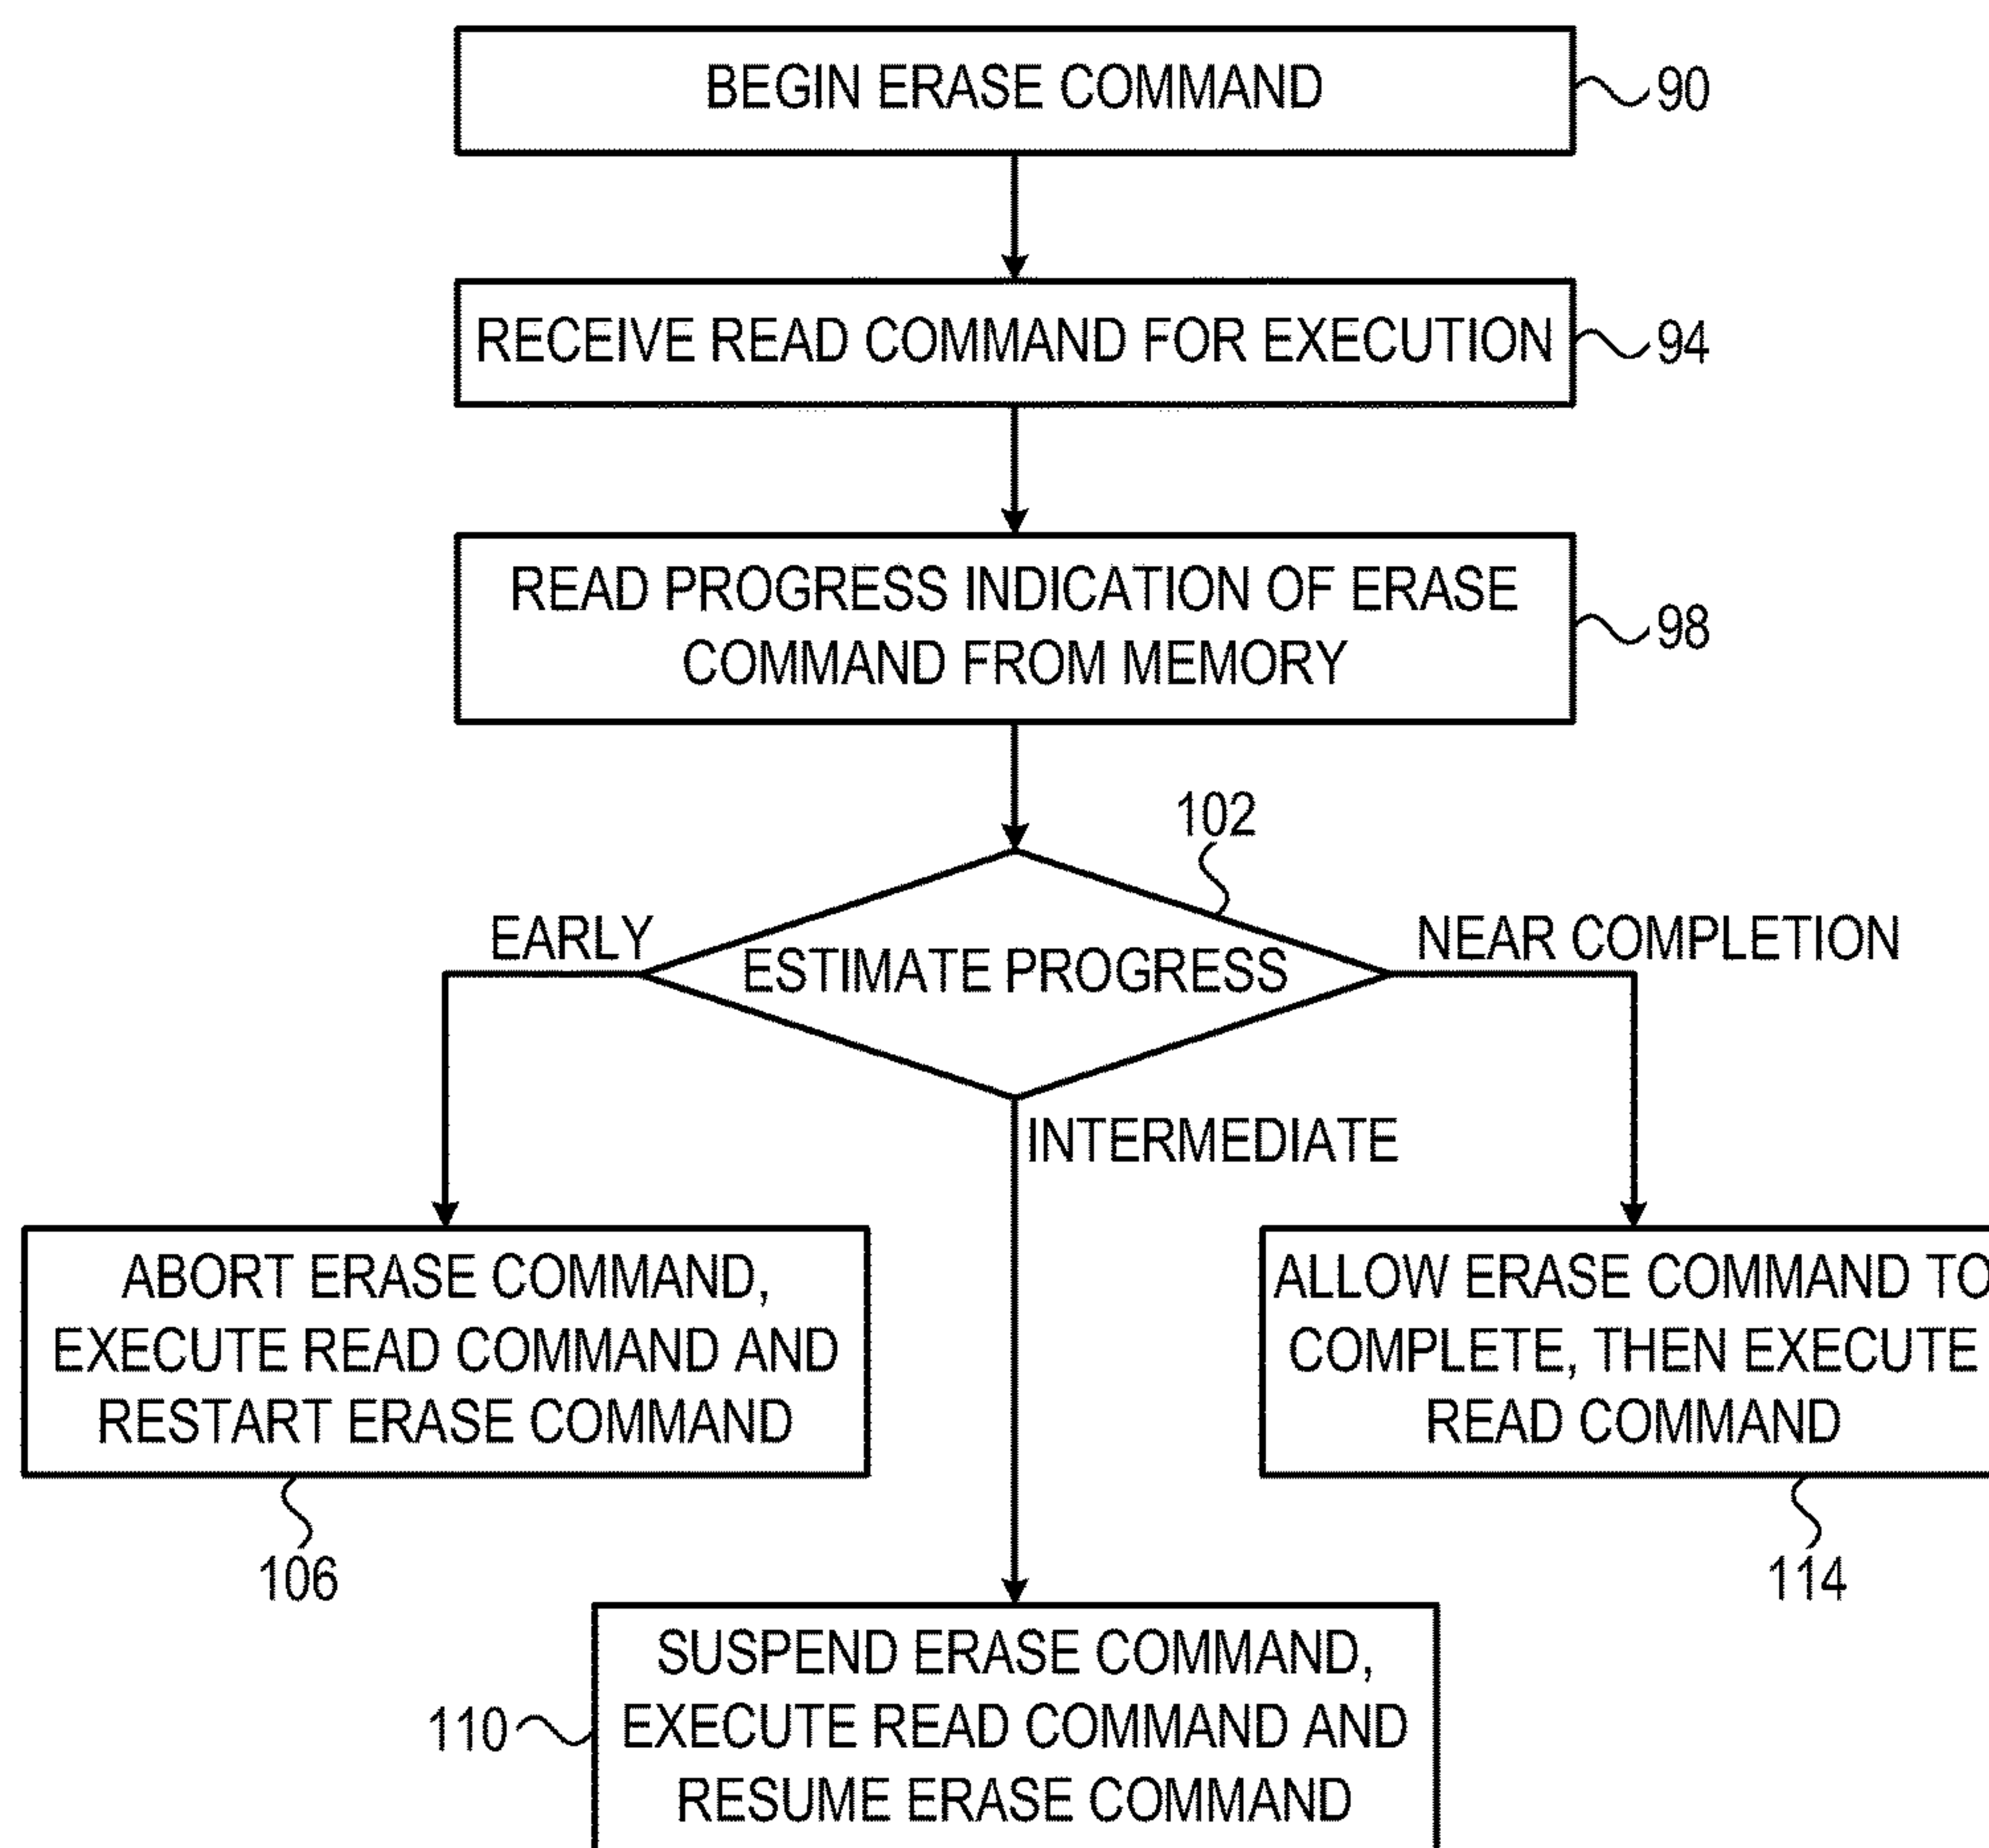 BEGIN ERASE COMMAND
90
RECEIVE READ COMMAND FOR EXECUTION
94
READ PROGRESS INDICATION OF ERASE
COMMAND FROM MEMORY
98
102
EARLY
ESTIMATE PROGRESS
NEAR COMPLETION
INTERMEDIATE
ABORT ERASE COMMAND,
EXECUTE READ COMMAND AND
RESTART ERASE COMMAND
106
ALLOW ERASE COMMAND TO
COMPLETE, THEN EXECUTE
READ COMMAND
114
110
SUSPEND ERASE COMMAND,
EXECUTE READ COMMAND AND
RESUME ERASE COMMAND